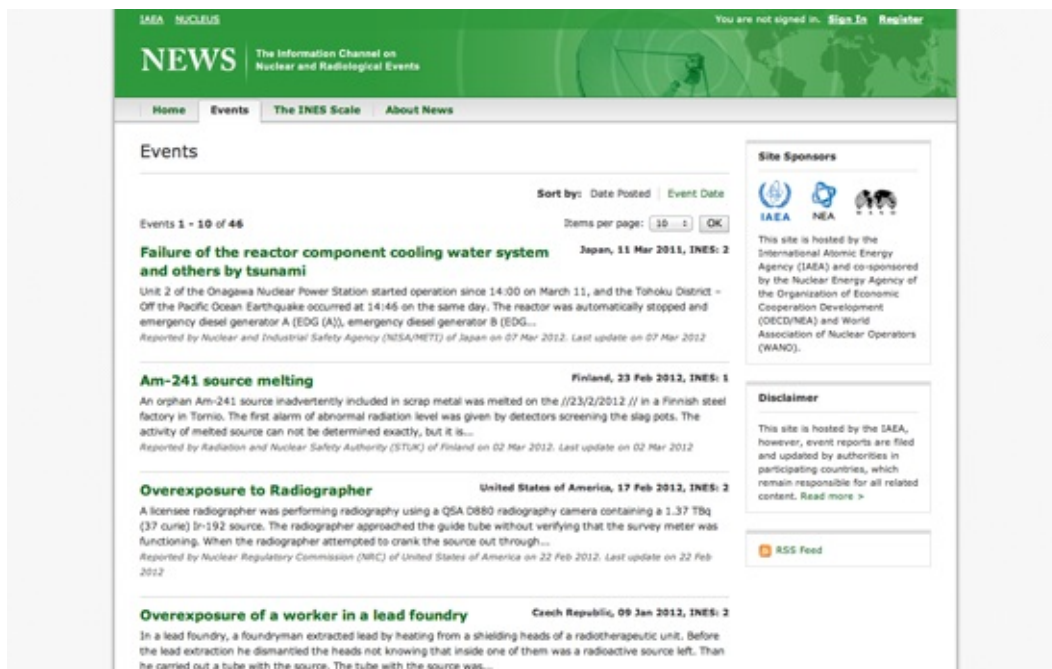 IAEA NUCLEUS
You are not signed in. Sign In Register
NEWS
The Information Channel on
Nuclear and Radiological Events
Home Events The INES Scale About News
Events
Sort by: Date Posted Event Date
Events 1 - 10 of 46
Items per page: 10 OK
Failure of the reactor component cooling water system
and others by tsunami
Japan, 11 Mar 2011, INES: 2
Unit 2 of the Onagawa Nuclear Power Station started operation since 14:00 on March 11, and the Tohoku District –
Off the Pacific Ocean Earthquake occurred at 14:46 on the same day. The reactor was automatically stopped and
emergency diesel generator A (EDG (A)), emergency diesel generator B (EDG...
Reported by Nuclear and Industrial Safety Agency (NISA/METI) of Japan on 07 Mar 2012. Last update on 07 Mar 2012
Am-241 source melting
Finland, 23 Feb 2012, INES: 1
An orphan Am-241 source inadvertently included in scrap metal was melted on the //23/2/2012 // in a Finnish steel
factory in Tornio. The first alarm of abnormal radiation level was given by detectors screening the slag pots. The
activity of melted source can not be determined exactly, but it is...
Reported by Radiation and Nuclear Safety Authority (STUK) of Finland on 02 Mar 2012. Last update on 02 Mar 2012
Overexposure to Radiographer
United States of America, 17 Feb 2012, INES: 2
A licensee radiographer was performing radiography using a QSA D880 radiography camera containing a 1.37 TBq
(37 curie) Ir-192 source. The radiographer approached the guide tube without verifying that the survey meter was
functioning. When the radiographer attempted to crank the source out through...
Reported by Nuclear Regulatory Commission (NRC) of United States of America on 22 Feb 2012. Last update on 22 Feb
2012
Overexposure of a worker in a lead foundry
Czech Republic, 09 Jan 2012, INES: 2
In a lead foundry, a foundryman extracted lead by heating from a shielding heads of a radiotherapeutic unit. Before
the lead extraction he dismantled the heads not knowing that inside one of them was a radioactive source left. Than
he carried out a tube with the source. The tube with the source was...
Site Sponsors
IAEA NEA WANO
This site is hosted by the
International Atomic Energy
Agency (IAEA) and co-sponsored
by the Nuclear Energy Agency of
the Organization of Economic
Cooperation Development
(OECD/NEA) and World
Association of Nuclear Operators
(WANO).
Disclaimer
This site is hosted by the IAEA,
however, event reports are filed
and updated by authorities in
participating countries, which
remain responsible for all related
content. Read more >
RSS Feed